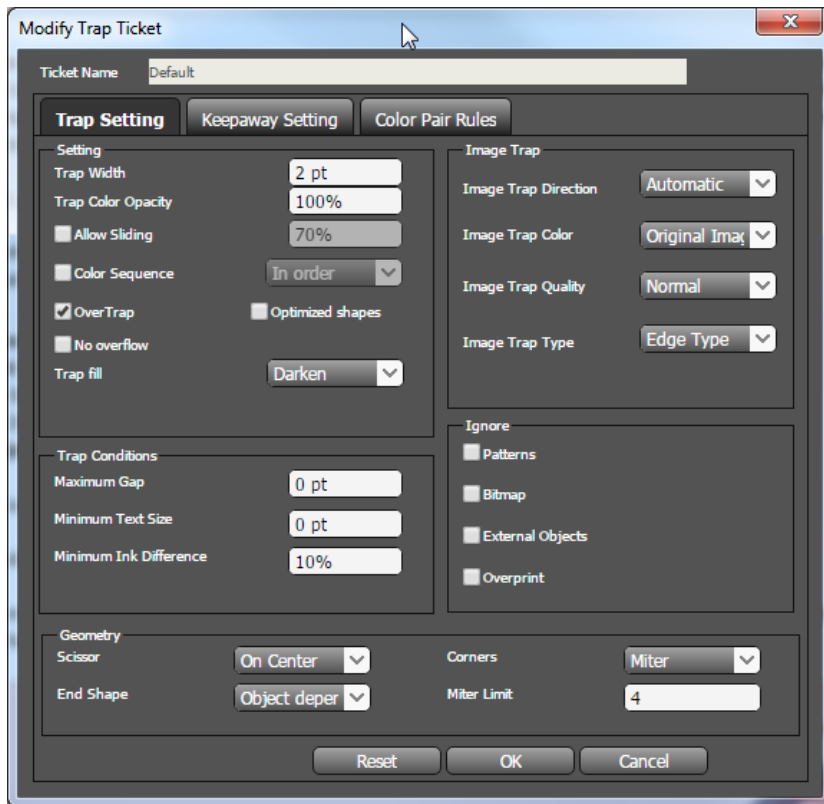 Modify Trap Ticket
Ticket Name Default
Trap Setting Keepaway Setting Color Pair Rules
Setting
Trap Width 2 pt
Trap Color Opacity 100%
Allow Sliding 70%
Color Sequence In order
OverTrap Optimized shapes
No overflow
Trap fill Darken
Image Trap
Image Trap Direction Automatic
Image Trap Color Original Imag
Image Trap Quality Normal
Image Trap Type Edge Type
Trap Conditions
Maximum Gap 0 pt
Minimum Text Size 0 pt
Minimum Ink Difference 10%
Ignore
Patterns
Bitmap
External Objects
Overprint
Geometry
Scissor On Center Corners Miter
End Shape Object deper Miter Limit 4
Reset OK Cancel